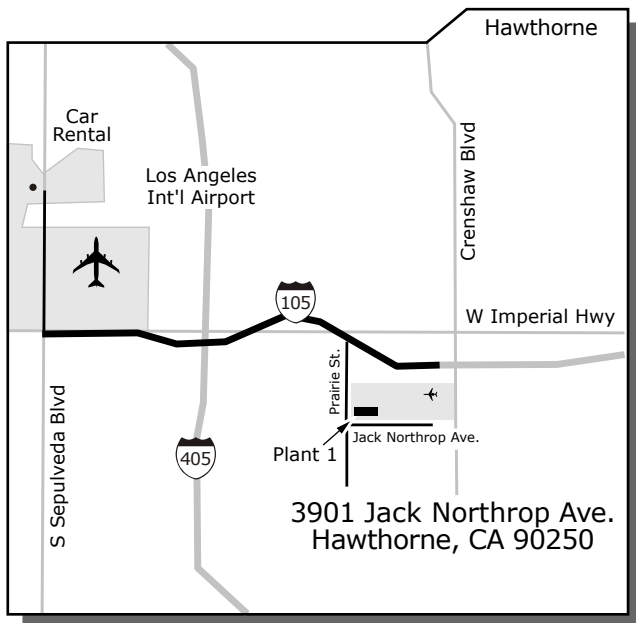 Hawthorne
Car
Rental
Los Angeles
Int'l Airport
Crenshaw Blvd
105
W Imperial Hwy
Prairie St.
S Sepulveda Blvd
Jack Northrop Ave.
Plant 1
405
3901 Jack Northrop Ave.
Hawthorne, CA 90250